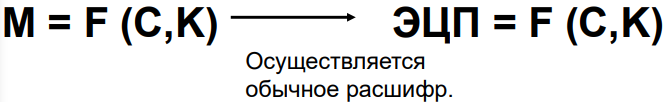 M = F (C,K) ⟶ ЭЦП = F (C,K)
Осуществляется
обычное расшифр.